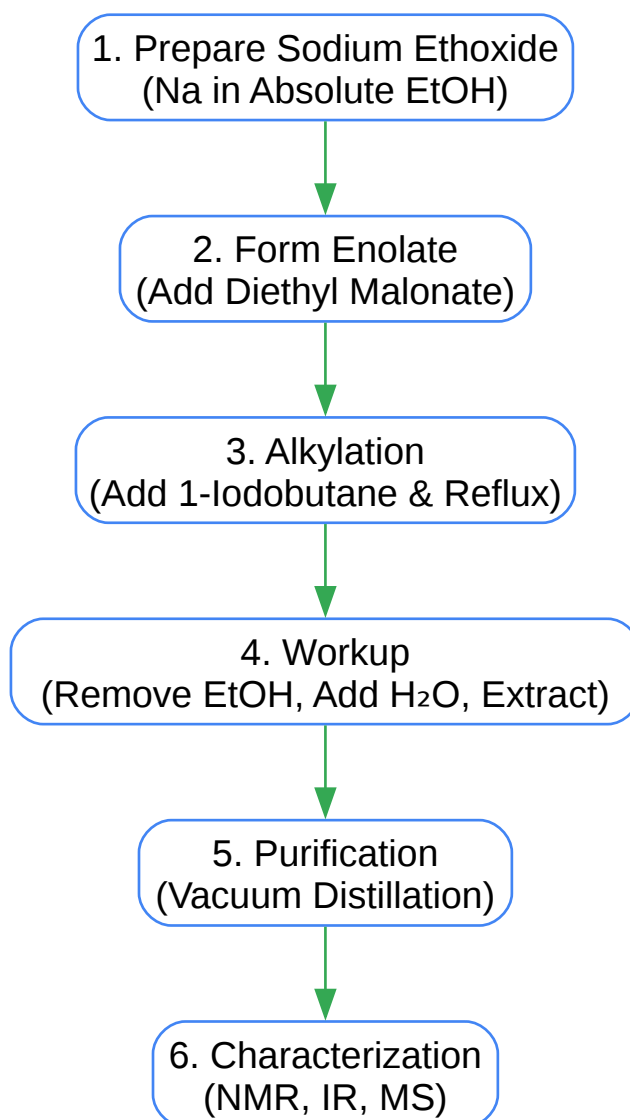 1. Prepare Sodium Ethoxide
(Na in Absolute EtOH)
2. Form Enolate
(Add Diethyl Malonate)
3. Alkylation
(Add 1-Iodobutane & Reflux)
4. Workup
(Remove EtOH, Add H₂O, Extract)
5. Purification
(Vacuum Distillation)
6. Characterization
(NMR, IR, MS)